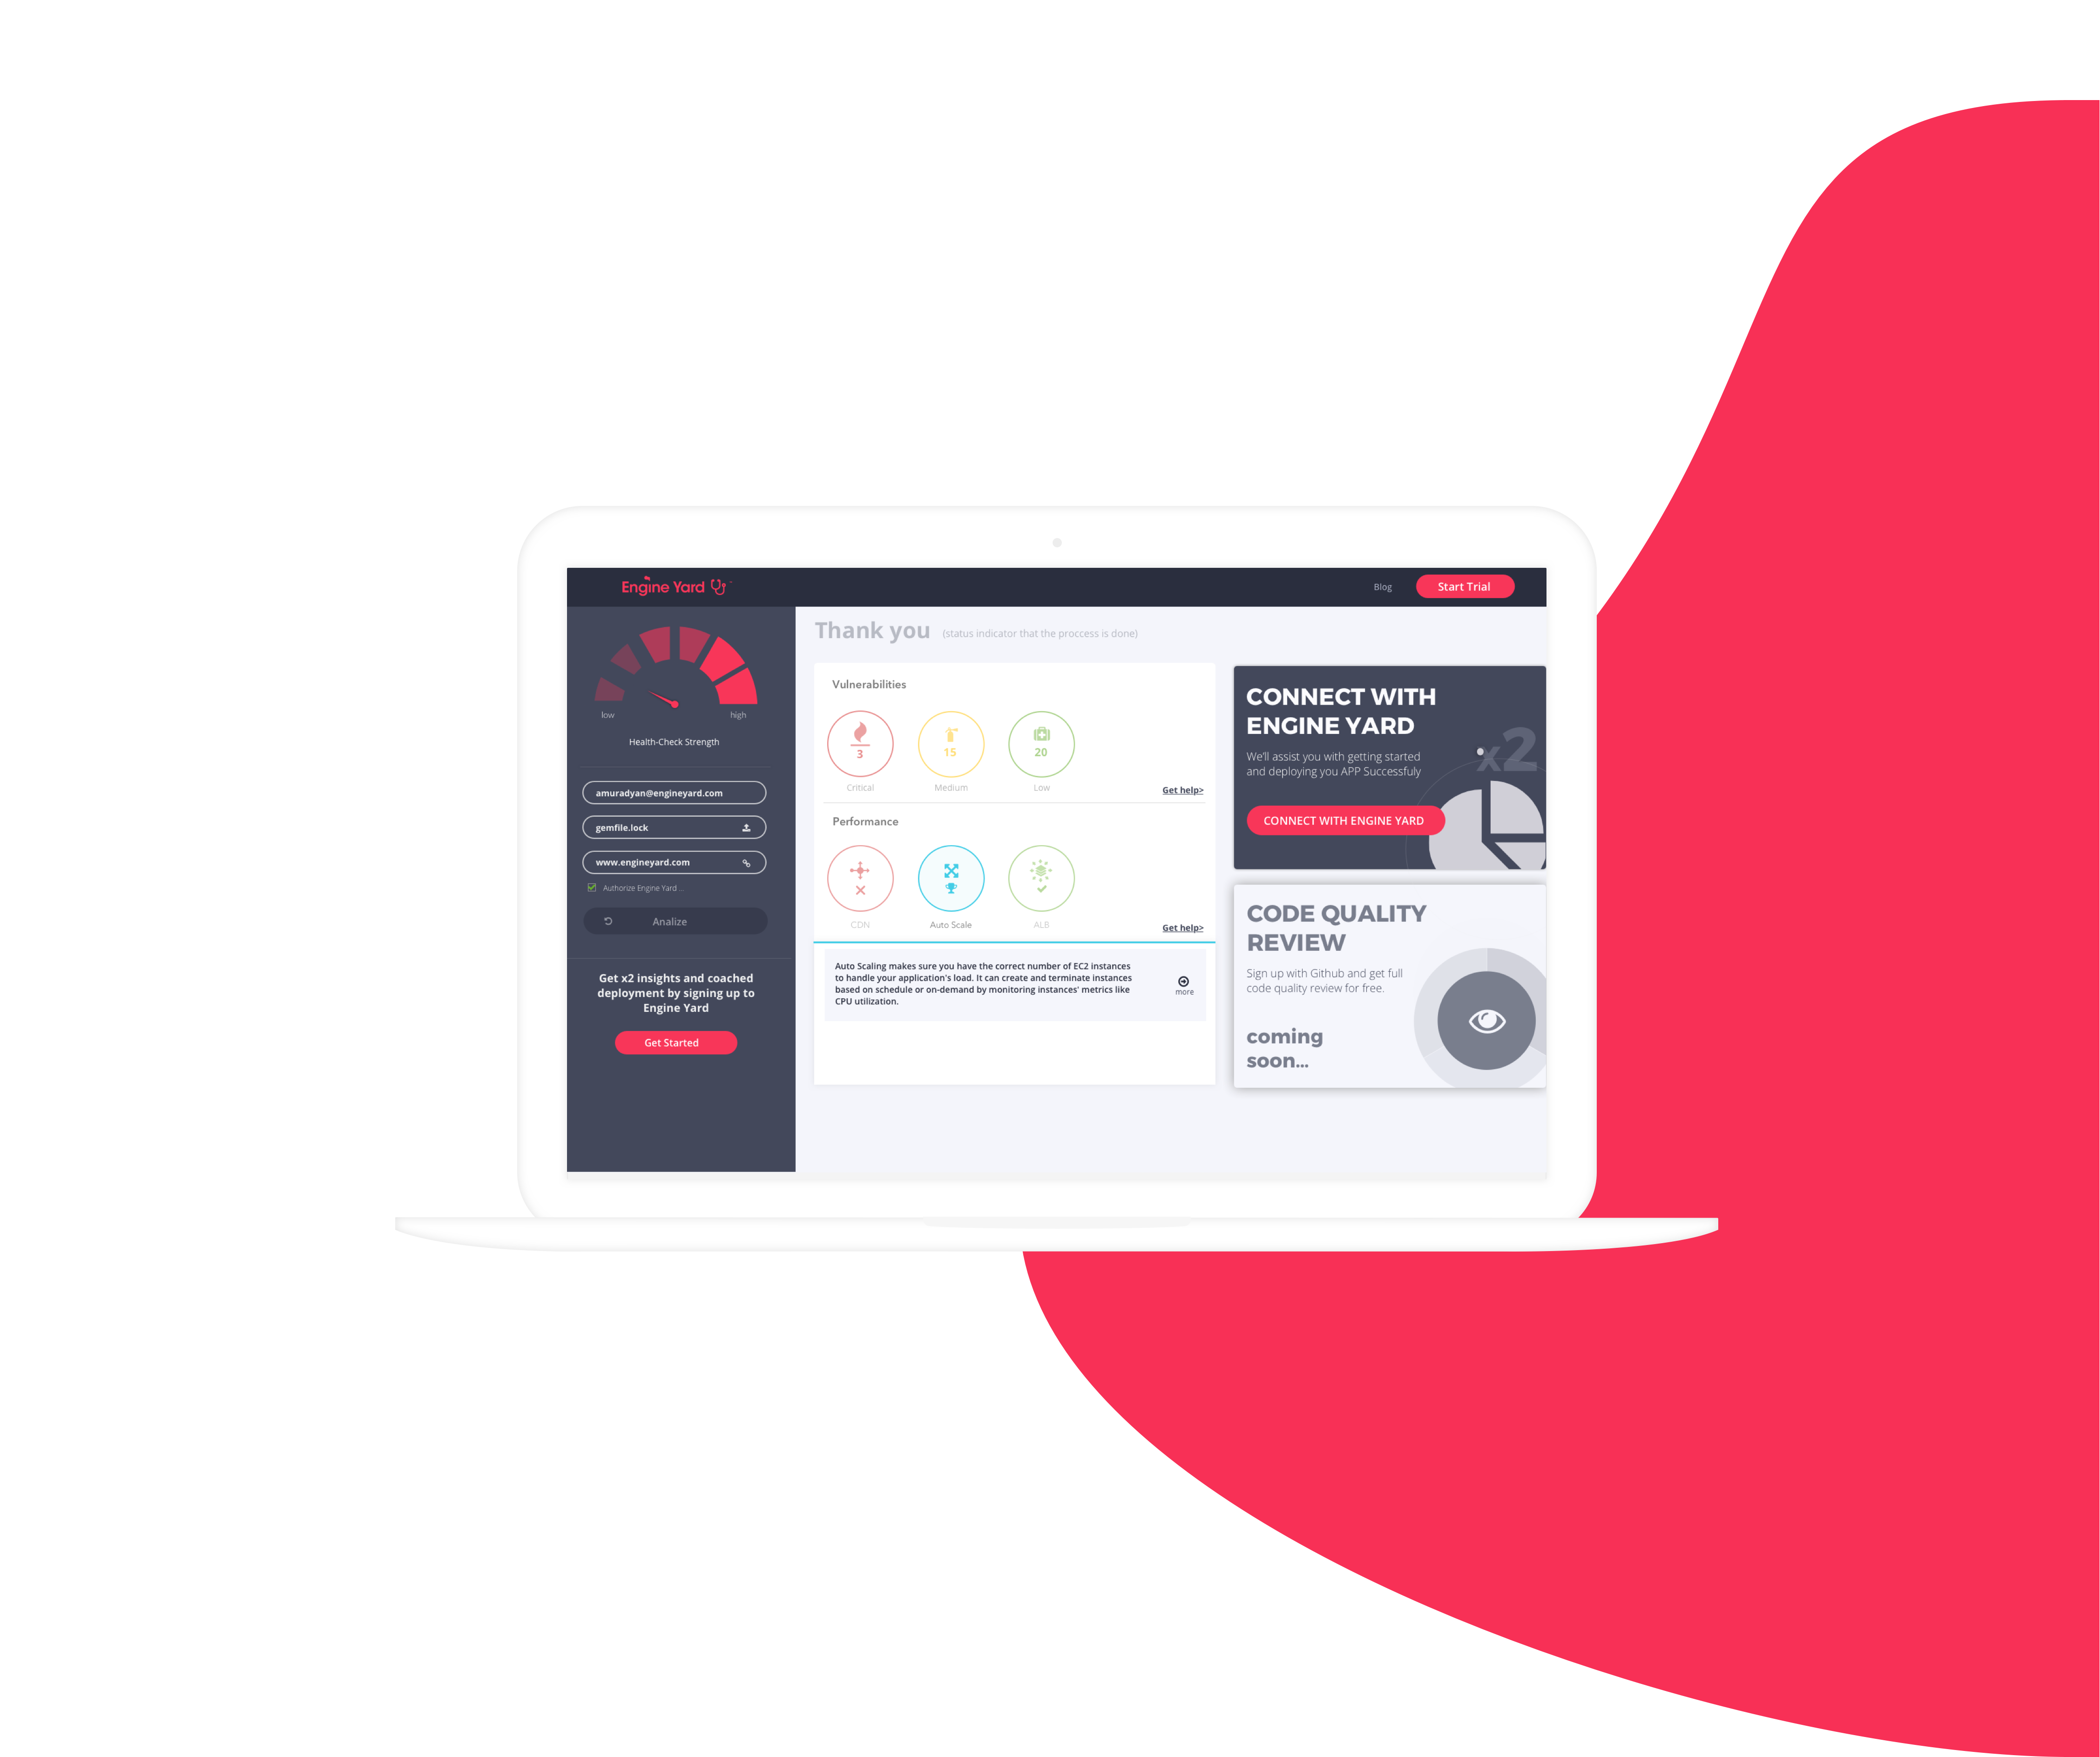 Engine Yard
Blog
Start Trial
low
high
Health-Check Strength
amuradyan@engineyard.com
gemfile.lock
www.engineyard.com
Authorize Engine Yard ...
Analize
Get x2 insights and coached
deployment by signing up to
Engine Yard
Get Started
Thank you (status indicator that the proccess is done)
Vulnerabilities
3
15
20
Critical
Medium
Low
Get help>
Performance
CDN
Auto Scale
ALB
Get help>
Auto Scaling makes sure you have the correct number of EC2 instances
to handle your application's load. It can create and terminate instances
based on schedule or on-demand by monitoring instances' metrics like
CPU utilization.
more
CONNECT WITH
ENGINE YARD
We'll assist you with getting started
and deploying you APP Successfuly
x2
CONNECT WITH ENGINE YARD
CODE QUALITY
REVIEW
Sign up with Github and get full
code quality review for free.
coming
soon...